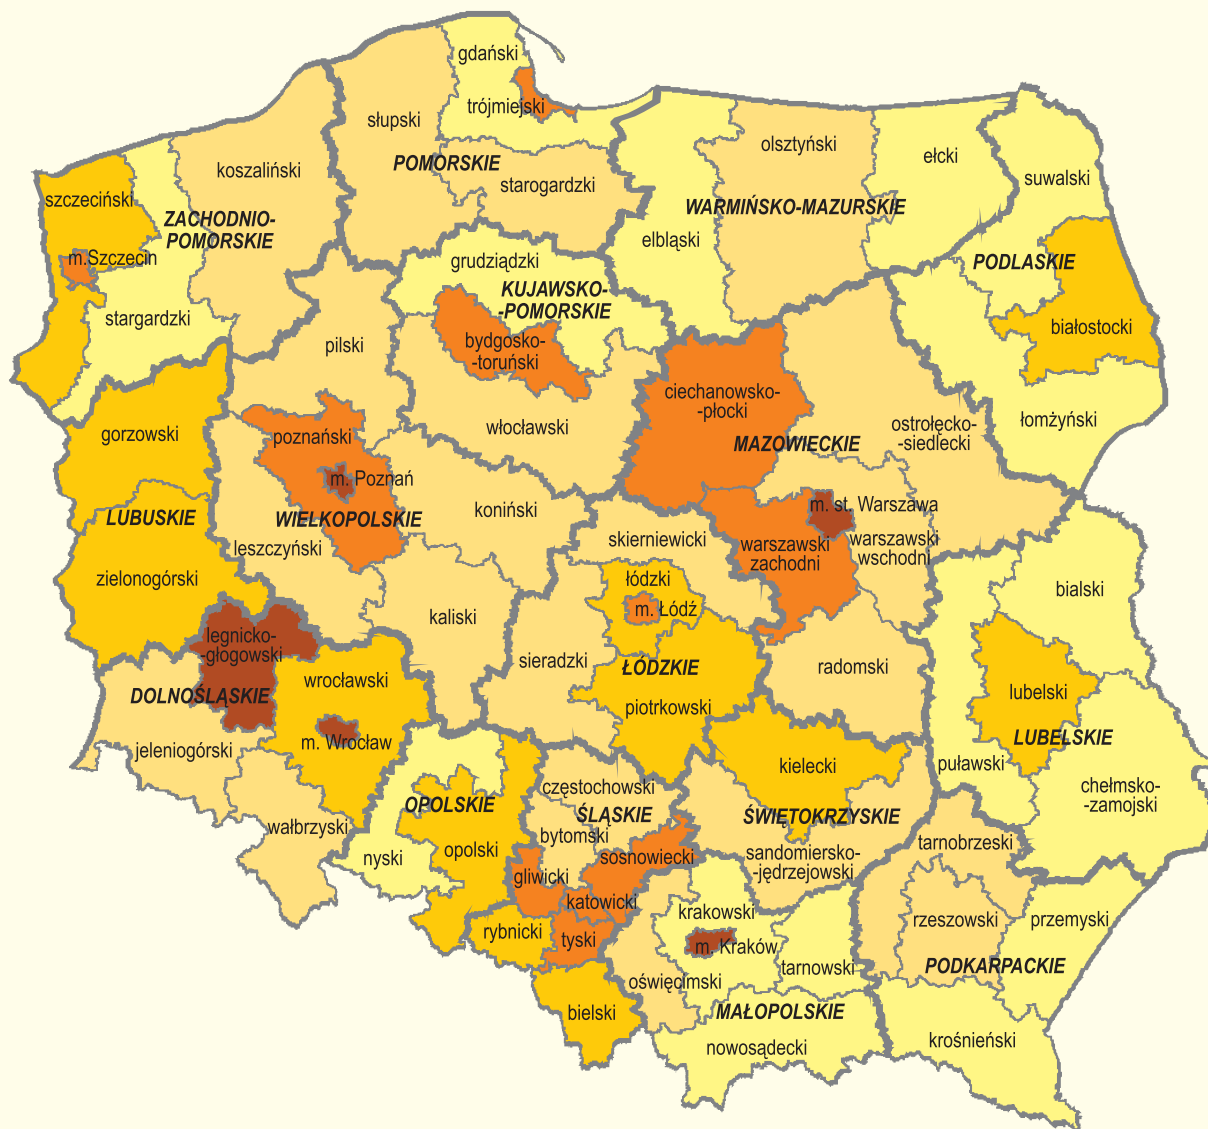 gdański
trójmiejski
słupski
POMORSKIE
starogardzki
koszaliński
szczeciński
ZACHODNIO-
POMORSKIE
m.Szczecin
stargardzki
olsztyński
ełcki
WARMIŃSKO-MAZURSKIE
elbląski
suwalski
PODLASKIE
białostocki
łomżyński
grudziądzki
KUJAWSKO-
-POMORSKIE
bydgosko-
-toruński
włocławski
pilski
poznański
m. Poznań
WIELKOPOLSKIE
koniński
leszczyński
kaliski
gorzowski
LUBUSKIE
zielonogórski
ciechanowsko-
-płocki
MAZOWIECKIE
ostrołęcko-
-siedlecki
m. st. Warszawa
warszawski
wschodni
warszawski
zachodni
radomski
skierniewicki
łódzki
m. Łódź
sieradzki
ŁÓDZKIE
piotrkowski
legnicko-
-głogowski
wrocławski
DOLNOŚLĄSKIE
m. Wrocław
jeleniogórski
wałbrzyski
bialski
lubelski
LUBELSKIE
puławski
chełmsko-
-zamojski
OPOLSKIE
opolski
nyski
częstochowski
ŚLĄSKIE
bytomski
sosnowiecki
gliwicki
katowicki
rybnicki
tyski
bielski
kielecki
ŚWIĘTOKRZYSKIE
sandomiersko-
-jędrzejowski
krakowski
m. Kraków
tarnowski
oświęcimski
MAŁOPOLSKIE
nowosądecki
tarnobrzeski
rzeszowski
przemyski
PODKARPACKIE
krośnieński